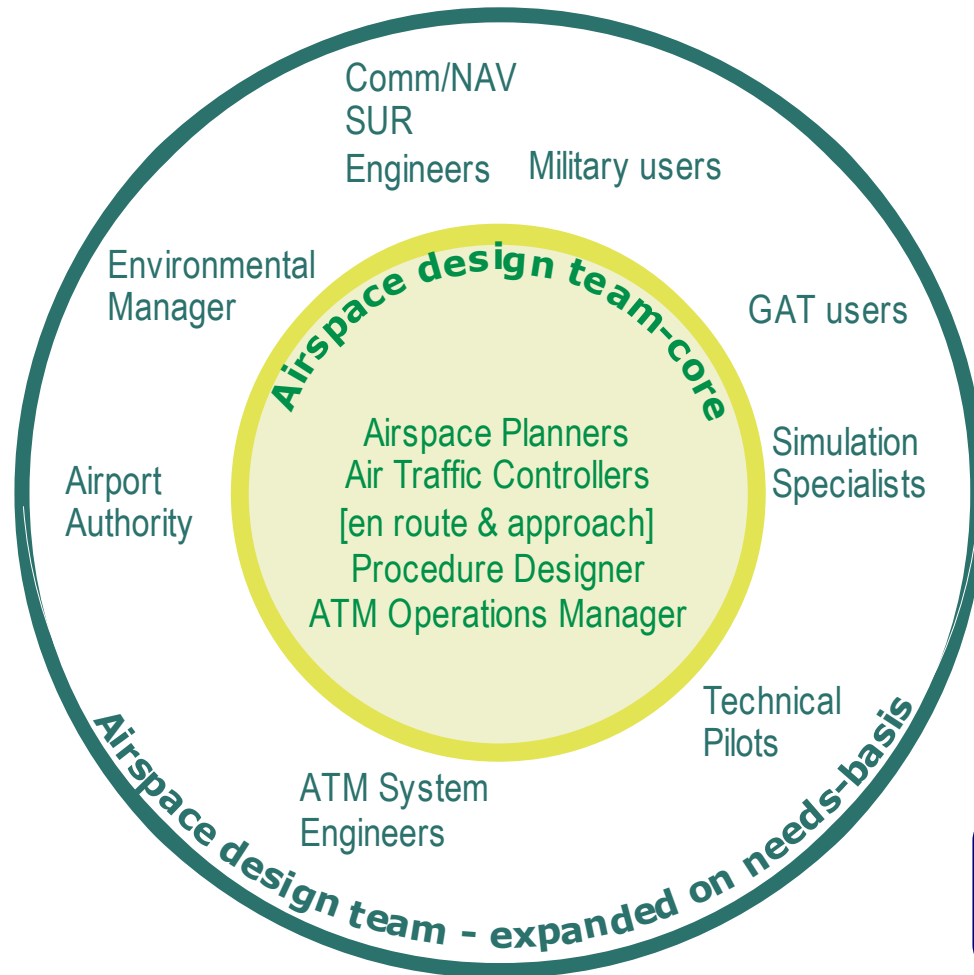 Comm/NAV
SUR
Engineers
Military users
Environmental
Manager
GAT users
Airspace design team-core
Airspace Planners
Air Traffic Controllers
[en route & approach]
Procedure Designer
ATM Operations Manager
Simulation
Specialists
Airport
Authority
Technical
Pilots
ATM System
Engineers
Airspace design team – expanded on needs-basis